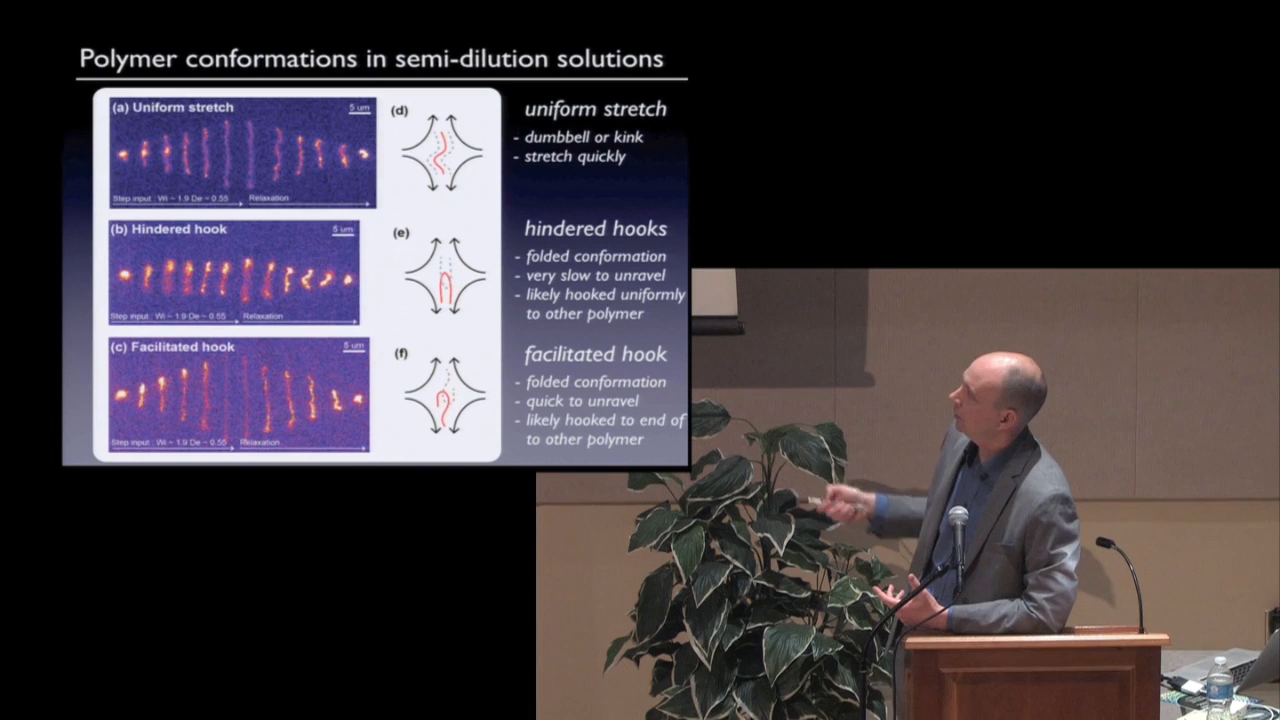 Polymer conformations in semi-dilution solutions
(a) Uniform stretch
5 um
Step input : Wi ~ 1.9 De ~ 0.55
Relaxation
(d)
uniform stretch
- dumbbell or kink
- stretch quickly
(b) Hindered hook
5 um
Step input : Wi ~ 1.9 De ~ 0.55
Relaxation
(e)
hindered hooks
- folded conformation
- very slow to unravel
- likely hooked uniformly
to other polymer
(c) Facilitated hook
5 um
Step input : Wi ~ 1.9 De ~ 0.55
Relaxation
(f)
facilitated hook
- folded conformation
- quick to unravel
- likely hooked to end of
to other polymer